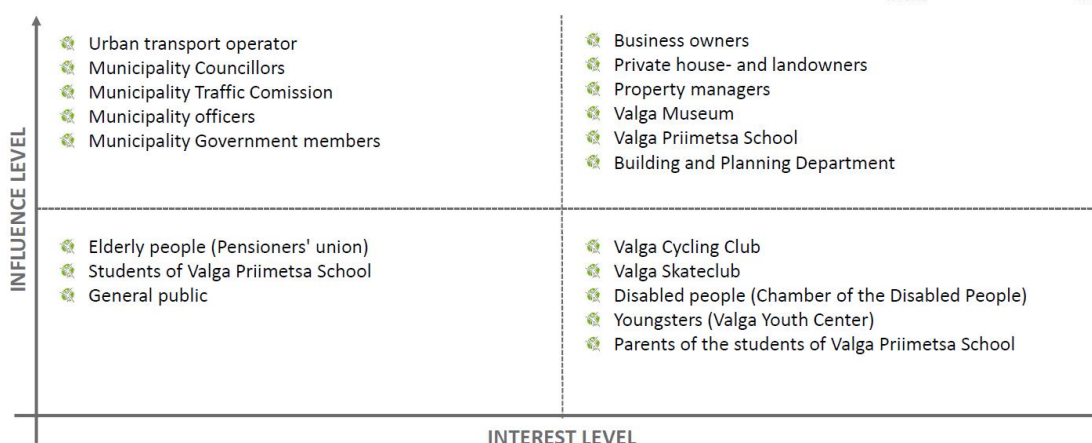 Urban transport operator
Municipality Councillors
Municipality Traffic Comission
Municipality officers
Municipality Government members
Business owners
Private house- and landowners
Property managers
Valga Museum
Valga Priimetsa School
Building and Planning Department
INFLUENCE LEVEL
Elderly people (Pensioners' union)
Students of Valga Priimetsa School
General public
Valga Cycling Club
Valga Skateclub
Disabled people (Chamber of the Disabled People)
Youngsters (Valga Youth Center)
Parents of the students of Valga Priimetsa School
INTEREST LEVEL